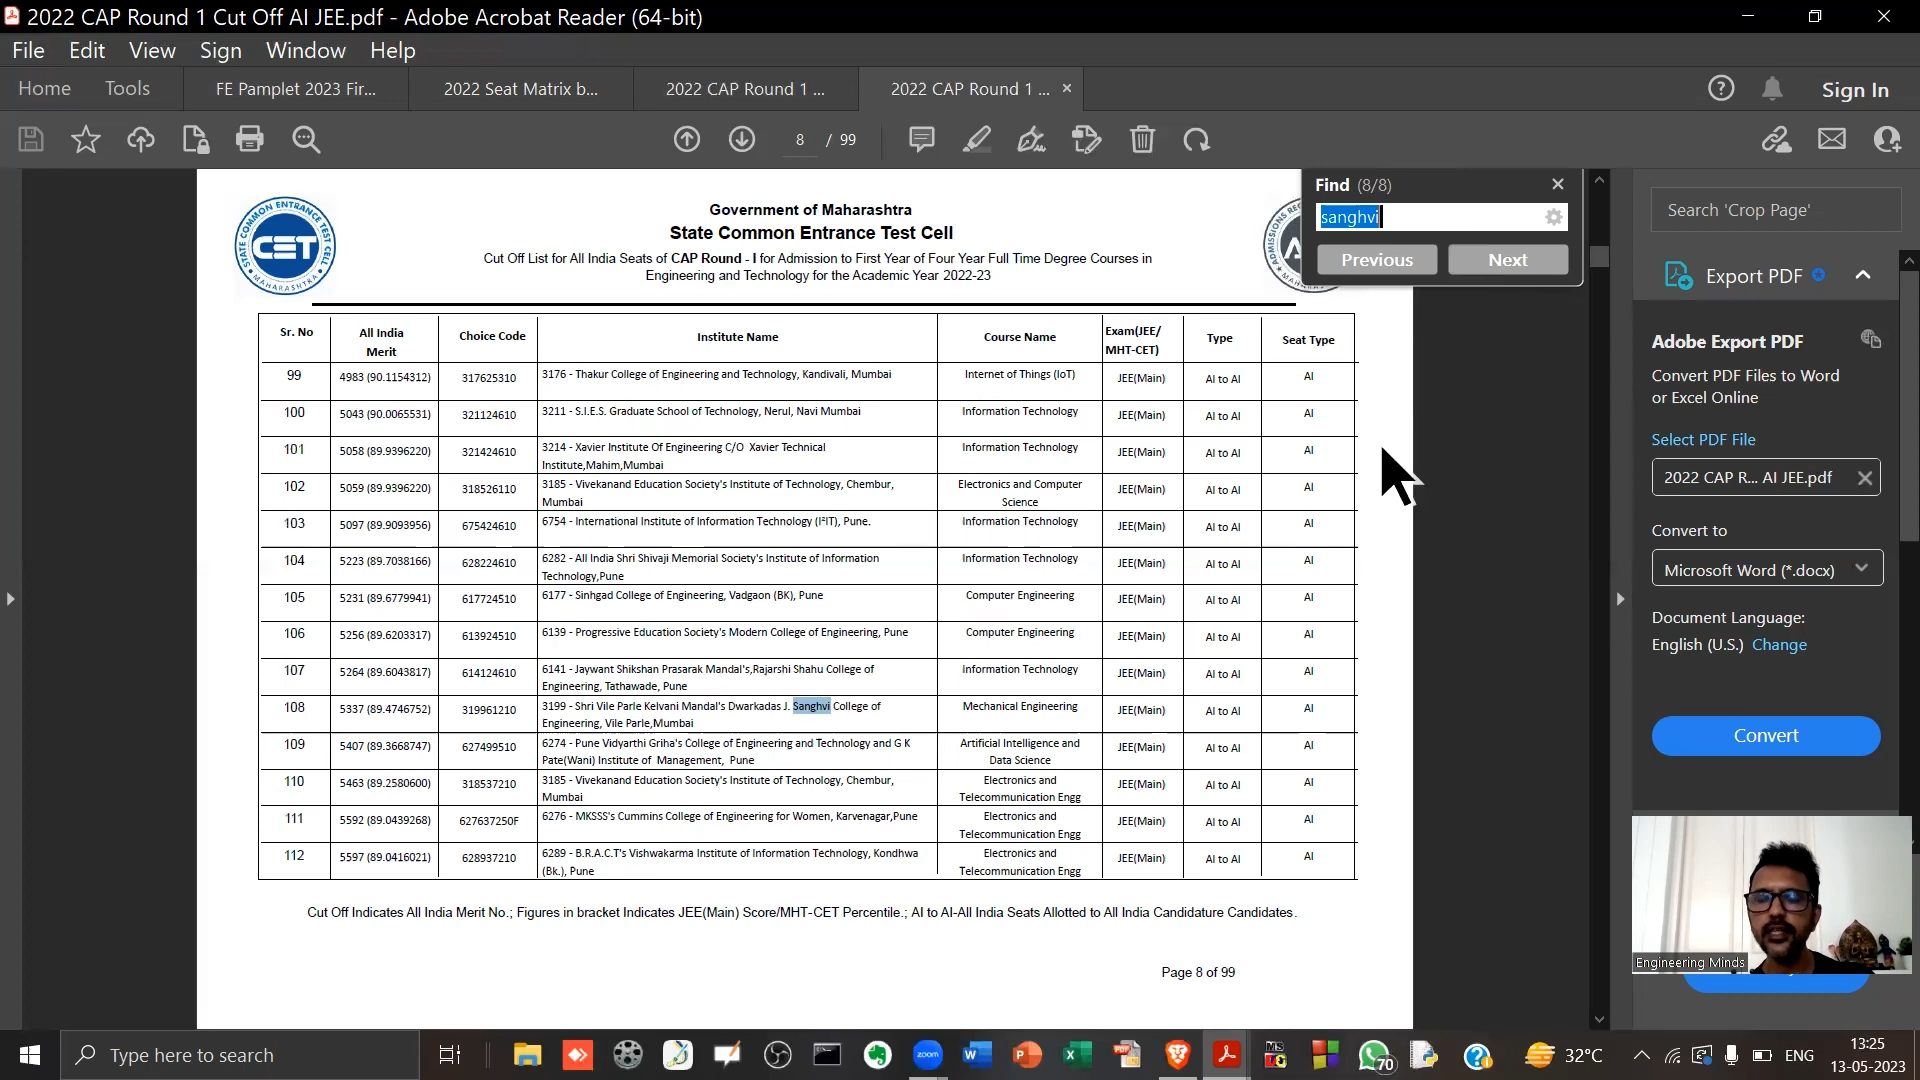 2022 CAP Round 1 Cut Off AI JEE.pdf - Adobe Acrobat Reader (64-bit)
File Edit View Sign Window Help
Home Tools FE Pamplet 2023 Fir... 2022 Seat Matrix b... 2022 CAP Round 1 ... 2022 CAP Round 1 ... Sign In
8 / 99
Find (8/8)
sanghvi
Previous Next
STATE COMMON ENTRANCE TEST CELL
CET
MAHARASHTRA
Government of Maharashtra
State Common Entrance Test Cell
Cut Off List for All India Seats of CAP Round - I for Admission to First Year of Four Year Full Time Degree Courses in
Engineering and Technology for the Academic Year 2022-23
Sr. No All India Merit Choice Code Institute Name Course Name Exam(JEE/ MHT-CET) Type Seat Type
99 4983 (90.1154312) 317625310 3176 - Thakur College of Engineering and Technology, Kandivali, Mumbai Internet of Things (IoT) JEE(Main) AI to AI AI
100 5043 (90.0065531) 321124610 3211 - S.I.E.S. Graduate School of Technology, Nerul, Navi Mumbai Information Technology JEE(Main) AI to AI AI
101 5058 (89.9396220) 321424610 3214 - Xavier Institute Of Engineering C/O Xavier Technical Institute,Mahim,Mumbai Information Technology JEE(Main) AI to AI AI
102 5059 (89.9396220) 318526110 3185 - Vivekanand Education Society's Institute of Technology, Chembur, Mumbai Electronics and Computer Science JEE(Main) AI to AI AI
103 5097 (89.9093956) 675424610 6754 - International Institute of Information Technology (I²IT), Pune. Information Technology JEE(Main) AI to AI AI
104 5223 (89.7038166) 628224610 6282 - All India Shri Shivaji Memorial Society's Institute of Information Technology,Pune Information Technology JEE(Main) AI to AI AI
105 5231 (89.6779941) 617724510 6177 - Sinhgad College of Engineering, Vadgaon (BK), Pune Computer Engineering JEE(Main) AI to AI AI
106 5256 (89.6203317) 613924510 6139 - Progressive Education Society's Modern College of Engineering, Pune Computer Engineering JEE(Main) AI to AI AI
107 5264 (89.6043817) 614124610 6141 - Jaywant Shikshan Prasarak Mandal's,Rajarshi Shahu College of Engineering, Tathawade, Pune Information Technology JEE(Main) AI to AI AI
108 5337 (89.4746752) 319961210 3199 - Shri Vile Parle Kelvani Mandal's Dwarkadas J. Sanghvi College of Engineering, Vile Parle,Mumbai Mechanical Engineering JEE(Main) AI to AI AI
109 5407 (89.3668747) 627499510 6274 - Pune Vidyarthi Griha's College of Engineering and Technology and G K Pate(Wani) Institute of Management, Pune Artificial Intelligence and Data Science JEE(Main) AI to AI AI
110 5463 (89.2580600) 318537210 3185 - Vivekanand Education Society's Institute of Technology, Chembur, Mumbai Electronics and Telecommunication Engg JEE(Main) AI to AI AI
111 5592 (89.0439268) 627637250F 6276 - MKSSS's Cummins College of Engineering for Women, Karvenagar,Pune Electronics and Telecommunication Engg JEE(Main) AI to AI AI
112 5597 (89.0416021) 628937210 6289 - B.R.A.C.T's Vishwakarma Institute of Information Technology, Kondhwa (Bk.), Pune Electronics and Telecommunication Engg JEE(Main) AI to AI AI
Cut Off Indicates All India Merit No.; Figures in bracket Indicates JEE(Main) Score/MHT-CET Percentile.; AI to AI-All India Seats Allotted to All India Candidature Candidates.
Page 8 of 99
Search 'Crop Page'
Export PDF
Adobe Export PDF
Convert PDF Files to Word
or Excel Online
Select PDF File
2022 CAP R... AI JEE.pdf
Convert to
Microsoft Word (*.docx)
Document Language:
English (U.S.) Change
Convert
Engineering Minds
Type here to search
zoom
70
32°C
ENG
13:25
13-05-2023